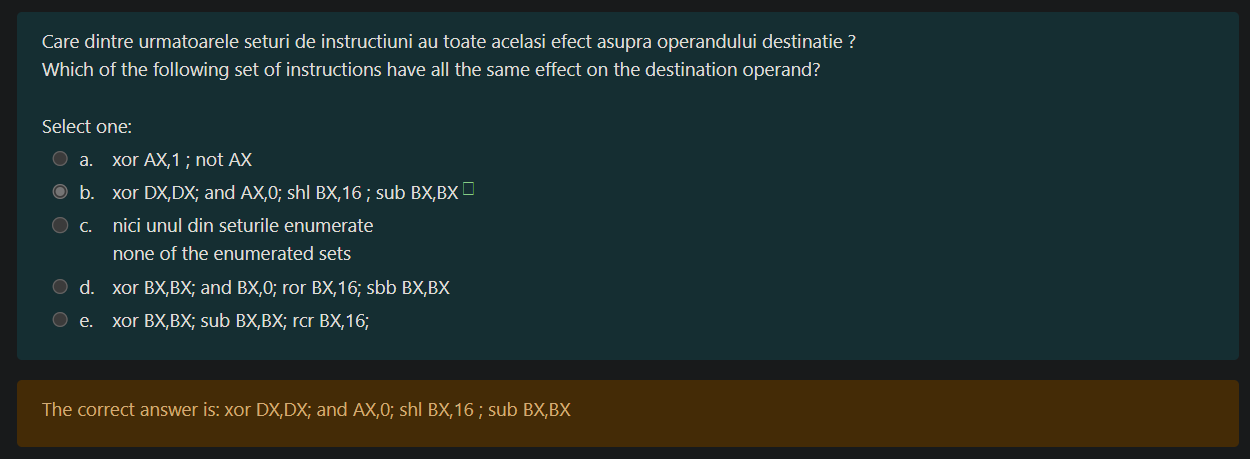 Care dintre urmatoarele seturi de instructiuni au toate acelasi efect asupra operandului destinatie ?
Which of the following set of instructions have all the same effect on the destination operand?
Select one:
a. xor AX,1 ; not AX
b. xor DX,DX; and AX,0; shl BX,16 ; sub BX,BX
c. nici unul din seturile enumerate
none of the enumerated sets
d. xor BX,BX; and BX,0; ror BX,16; sbb BX,BX
e. xor BX,BX; sub BX,BX; rcr BX,16;
The correct answer is: xor DX,DX; and AX,0; shl BX,16 ; sub BX,BX